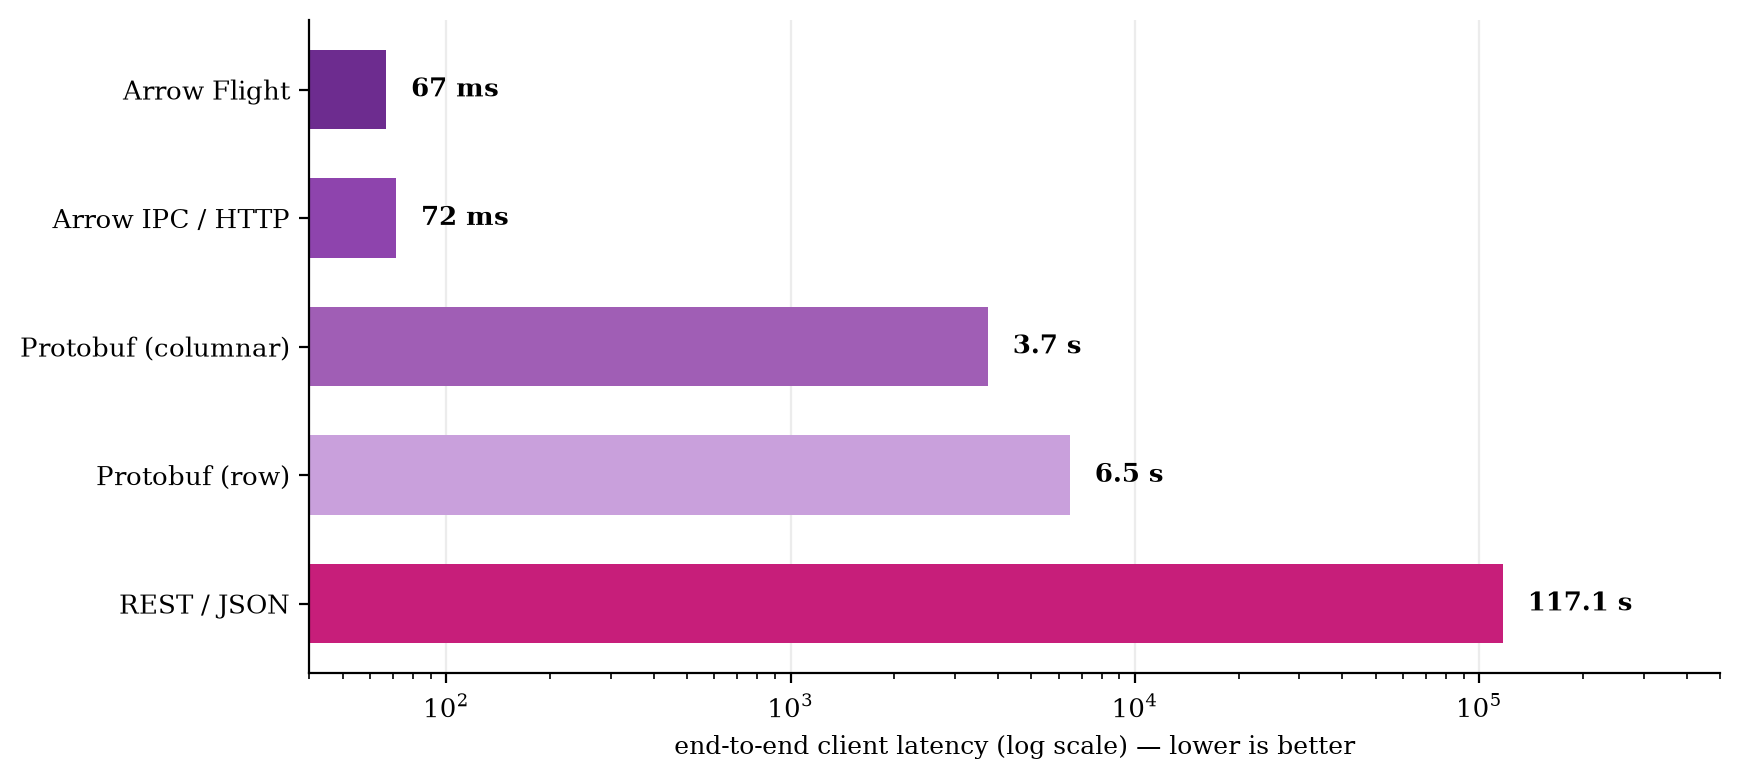 Arrow Flight 67 ms
Arrow IPC / HTTP 72 ms
Protobuf (columnar) 3.7 s
Protobuf (row) 6.5 s
REST / JSON 117.1 s
10² 10³ 10⁴ 10⁵
end-to-end client latency (log scale) — lower is better